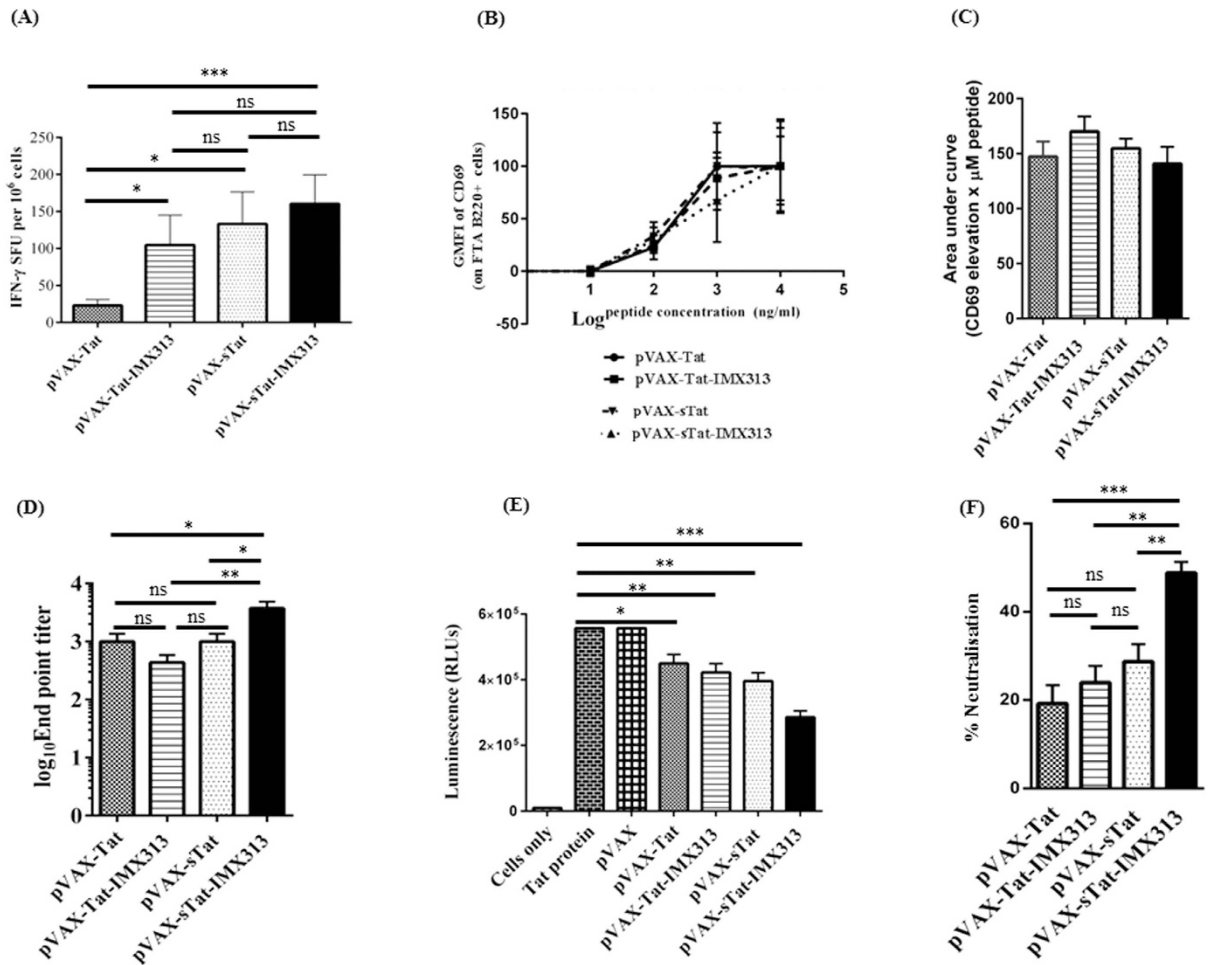 (A)
***
ns
ns
ns
*
*
250
200
150
100
50
0
IFN-γ SFU per 10⁶ cells
pVAX-Tat
pVAX-Tat-IMX313
pVAX-sTat
pVAX-sTat-IMX313
(B)
150
100
50
-50
GMFI of CD69
(on FTA B220+ cells)
1
2
3
4
5
Log peptide concentration (ng/ml)
pVAX-Tat
pVAX-Tat-IMX313
pVAX-sTat
pVAX-sTat-IMX313
(C)
200
150
100
50
0
Area under curve
(CD69 elevation x µM peptide)
pVAX-Tat
pVAX-Tat-IMX313
pVAX-sTat
pVAX-sTat-IMX313
(D)
*
*
**
ns
ns
ns
4
3
2
1
0
log₁₀End point titer
pVAX-Tat
pVAX-Tat-IMX313
pVAX-sTat
pVAX-sTat-IMX313
(E)
***
**
**
*
6×10⁵
4×10⁵
2×10⁵
0
Luminescence (RLUs)
Cells only
Tat protein
pVAX
pVAX-Tat
pVAX-Tat-IMX313
pVAX-sTat
pVAX-sTat-IMX313
(F)
***
**
**
ns
ns
ns
60
40
20
0
% Neutralisation
pVAX-Tat
pVAX-Tat-IMX313
pVAX-sTat
pVAX-sTat-IMX313